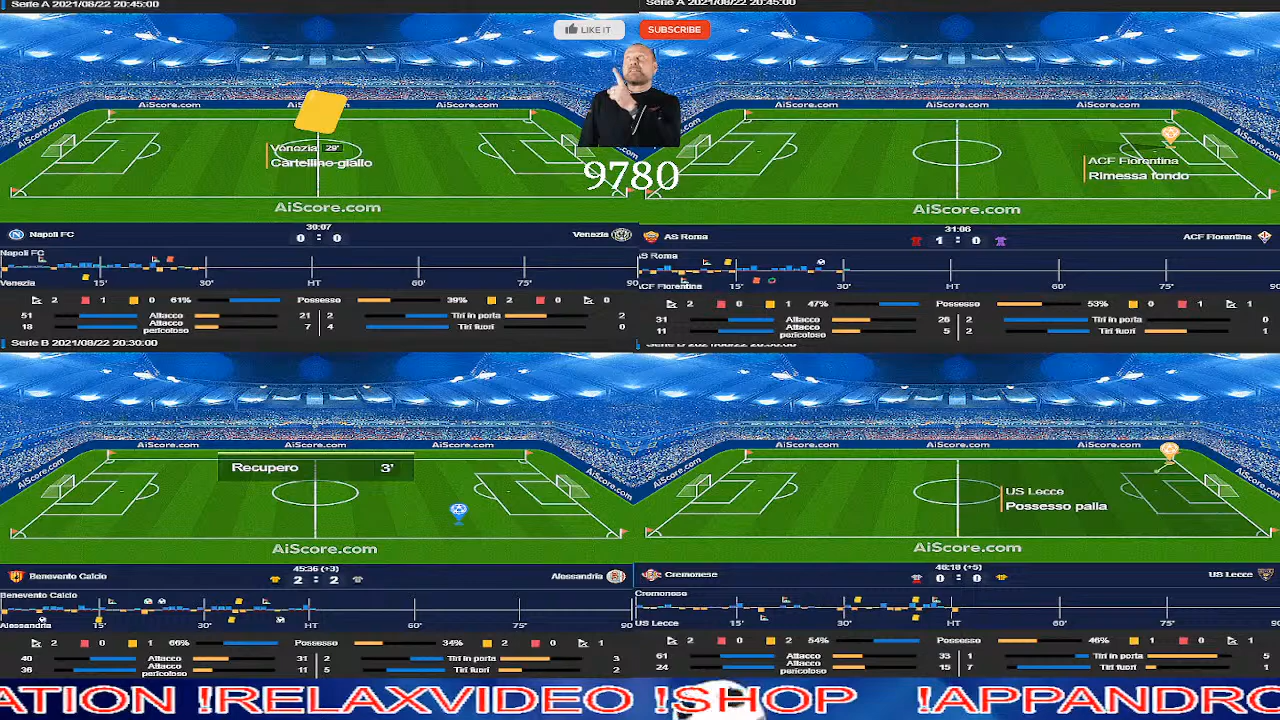 Serie A 2021/08/22 20:45:00
Serie A 2021/08/22 20:45:00
LIKE IT
SUBSCRIBE
AiScore.com
AiScore.com
AiScore.com
AiScore.com
AiScore.com
AiScore.com
AiScore.com
Venezia 29'
Cartellino giallo
9780
ACF Fiorentina
Rimessa fondo
AiScore.com
AiScore.com
30:07
Napoli FC
0 : 0
Venezia
Napoli FC
Venezia
15'
30'
HT
60'
75'
90
2
1
0
61%
Possesso
39%
2
0
0
51
Attacco
21
2
Tiri in porta
2
18
Attacco pericoloso
7
4
Tiri fuori
0
31:06
AS Roma
1 : 0
ACF Fiorentina
AS Roma
ACF Fiorentina
15'
30'
HT
60'
75'
90
2
0
1
47%
Possesso
53%
0
1
1
31
Attacco
26
2
Tiri in porta
0
11
Attacco pericoloso
5
2
Tiri fuori
1
Serie B 2021/08/22 20:30:00
AiScore.com
AiScore.com
AiScore.com
AiScore.com
AiScore.com
Recupero 3'
AiScore.com
45:36 (+3)
Benevento Calcio
2 : 2
Alessandria
Benevento Calcio
Alessandria
15'
30'
HT
60'
75'
90
2
0
1
66%
Possesso
34%
2
0
1
Attacco
31
2
Tiri in porta
3
Attacco pericoloso
11
5
Tiri fuori
2
AiScore.com
AiScore.com
AiScore.com
AiScore.com
US Lecce
Possesso palla
AiScore.com
46:18 (+5)
Cremonese
0 : 0
US Lecce
Cremonese
US Lecce
15'
30'
HT
60'
75'
90
2
0
2
54%
Possesso
46%
1
0
1
61
Attacco
33
1
Tiri in porta
5
24
Attacco pericoloso
15
7
Tiri fuori
1
ATION !RELAXVIDEO !SHOP !APPANDRO